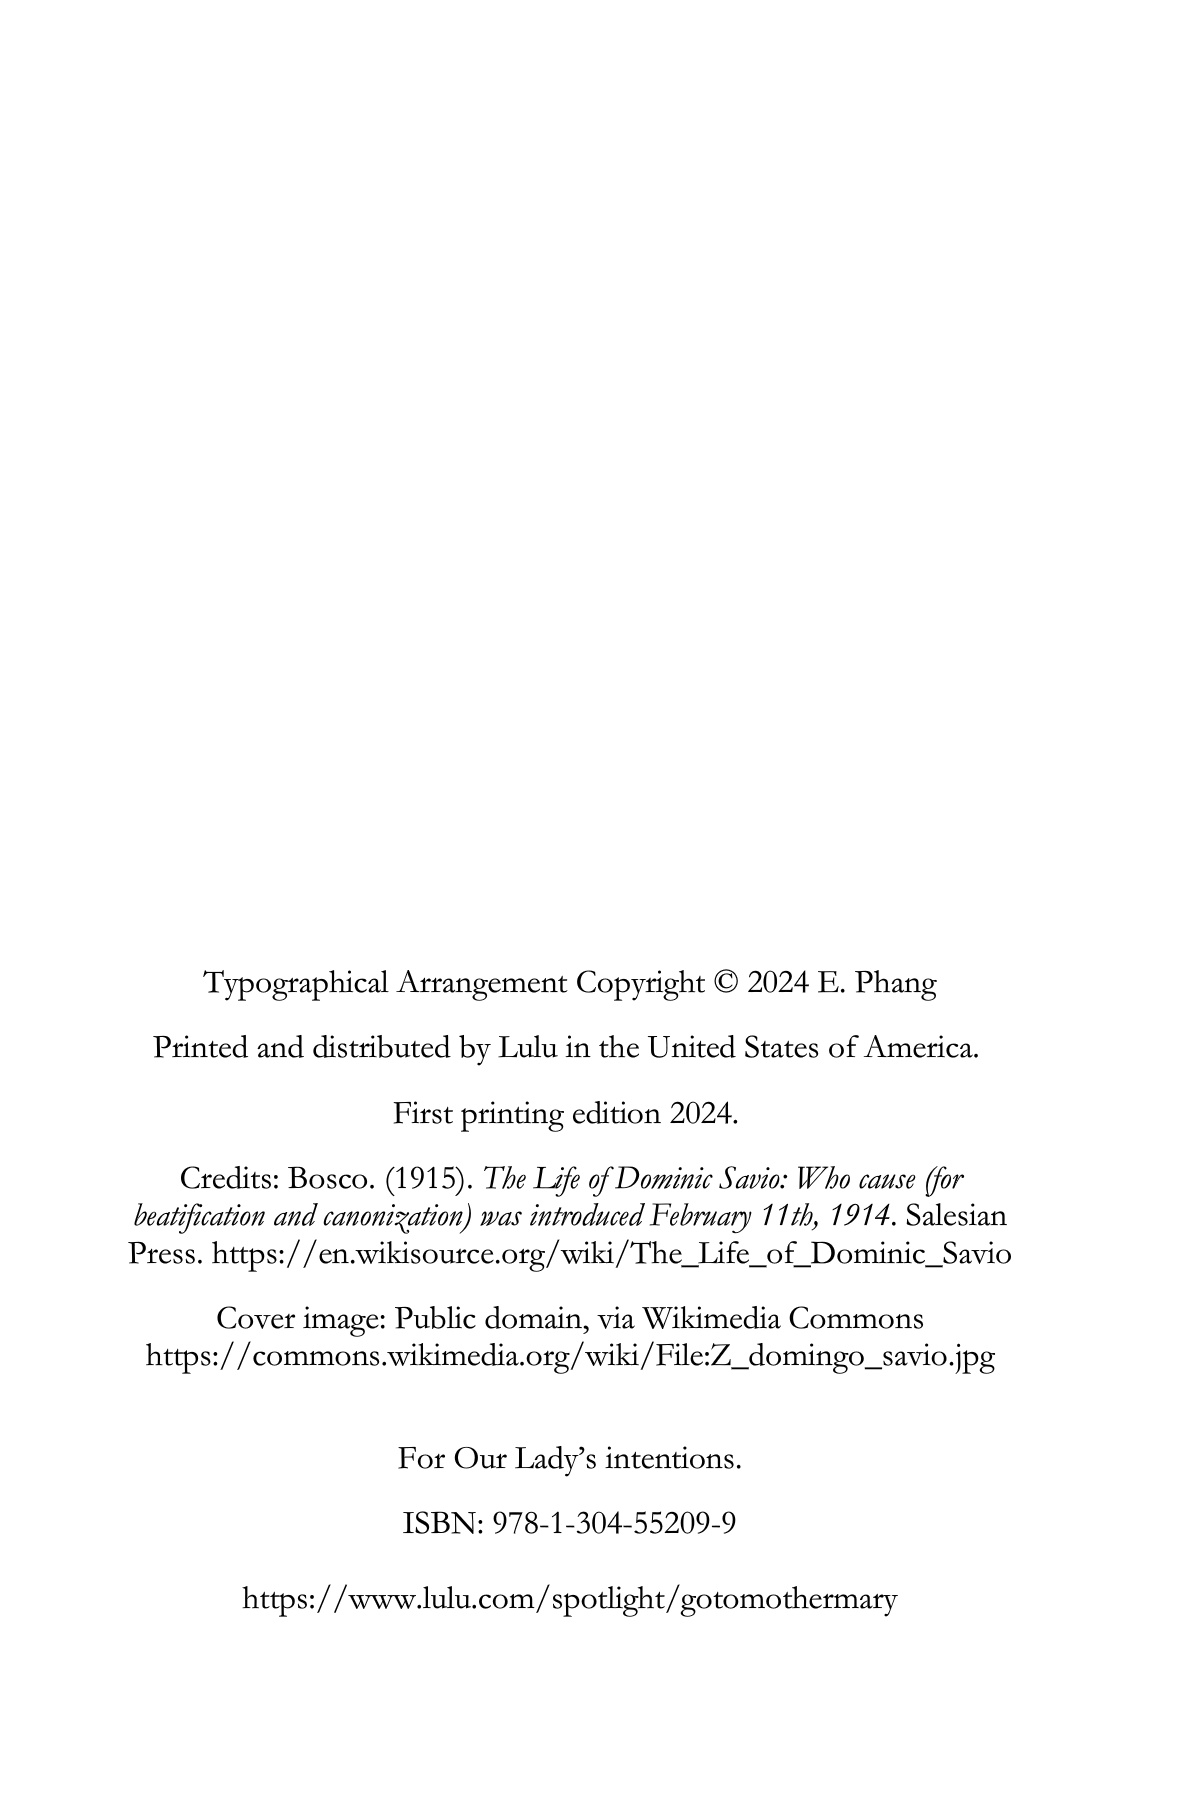 Typographical Arrangement Copyright © 2024 E. Phang
Printed and distributed by Lulu in the United States of America.
First printing edition 2024.
Credits: Bosco. (1915). The Life of Dominic Savio: Who cause (for
beatification and canonization) was introduced February 11th, 1914. Salesian
Press. https://en.wikisource.org/wiki/The_Life_of_Dominic_Savio
Cover image: Public domain, via Wikimedia Commons
https://commons.wikimedia.org/wiki/File:Z_domingo_savio.jpg
For Our Lady’s intentions.
ISBN: 978-1-304-55209-9
https://www.lulu.com/spotlight/gotomothermary